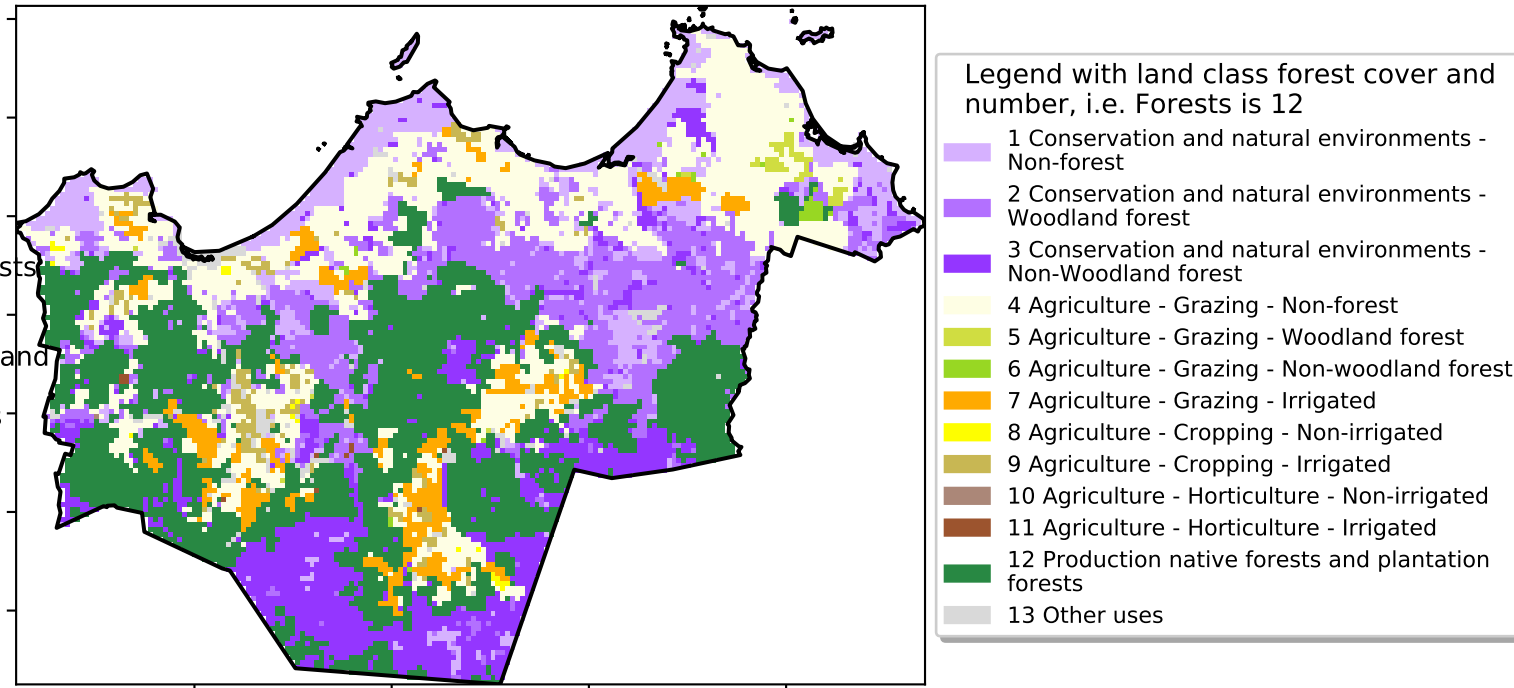 Legend with land class forest cover and
number, i.e. Forests is 12
1 Conservation and natural environments -
Non-forest
2 Conservation and natural environments -
Woodland forest
3 Conservation and natural environments -
Non-Woodland forest
4 Agriculture - Grazing - Non-forest
5 Agriculture - Grazing - Woodland forest
6 Agriculture - Grazing - Non-woodland forest
7 Agriculture - Grazing - Irrigated
8 Agriculture - Cropping - Non-irrigated
9 Agriculture - Cropping - Irrigated
10 Agriculture - Horticulture - Non-irrigated
11 Agriculture - Horticulture - Irrigated
12 Production native forests and plantation
forests
13 Other uses
sts
and